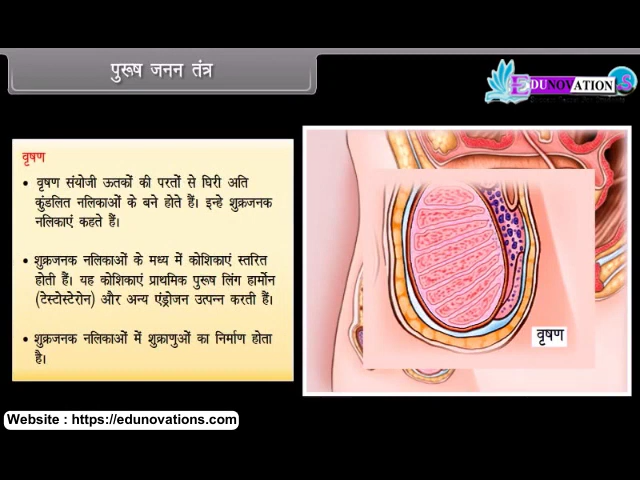 पुरूष जनन तंत्र
EDUNOVATIONS
वृषण
• वृषण संयोजी ऊतकों की परतों से घिरी अति
कुंडलित नलिकाओं के बने होते हैं। इन्हे शुक्रजनक
नलिकाएं कहते हैं।
• शुक्रजनक नलिकाओं के मध्य में कोशिकाएं स्तरित
होती हैं। यह कोशिकाएं प्राथमिक पुरूष लिंग हार्मोन
(टेस्टोस्टेरोन) और अन्य एंड्रोजन उत्पन्न करती हैं।
• शुक्रजनक नलिकाओं में शुक्राणुओं का निर्माण होता
है।
वृषण
Website : https://edunovations.com